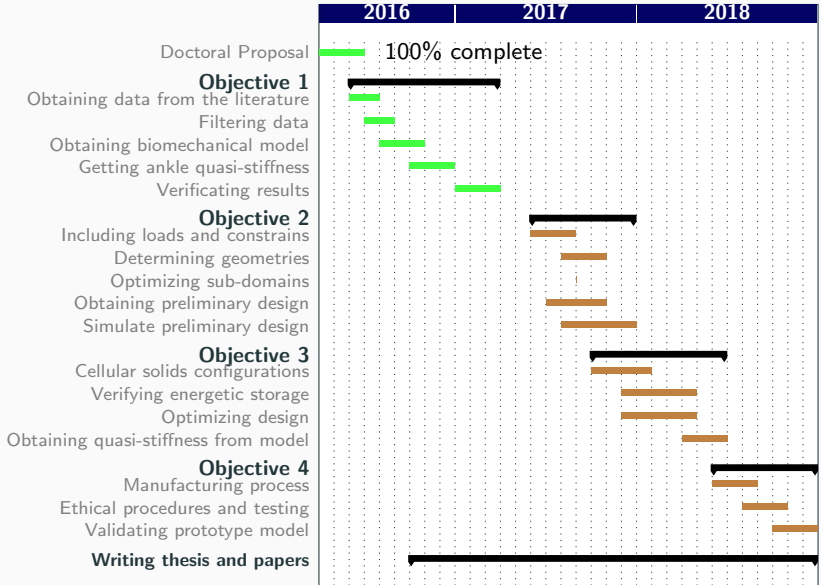 2016 2017 2018
Doctoral Proposal 100% complete
Objective 1
Obtaining data from the literature
Filtering data
Obtaining biomechanical model
Getting ankle quasi-stiffness
Verificating results
Objective 2
Including loads and constrains
Determining geometries
Optimizing sub-domains
Obtaining preliminary design
Simulate preliminary design
Objective 3
Cellular solids configurations
Verifying energetic storage
Optimizing design
Obtaining quasi-stiffness from model
Objective 4
Manufacturing process
Ethical procedures and testing
Validating prototype model
Writing thesis and papers